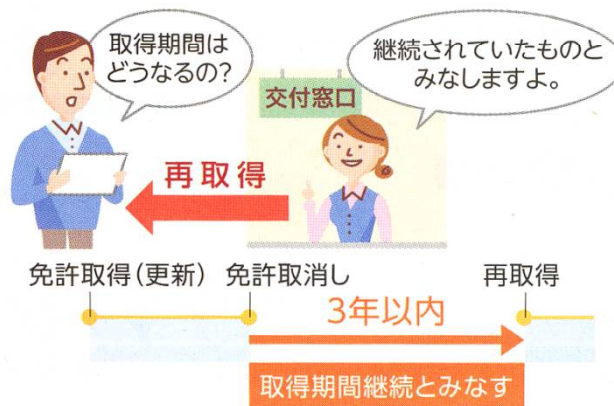 取得期間は
どうなるの?
継続されていたものと
みなしますよ。
交付窓口
再取得
免許取得(更新)
免許取消し
再取得
3年以内
取得期間継続とみなす